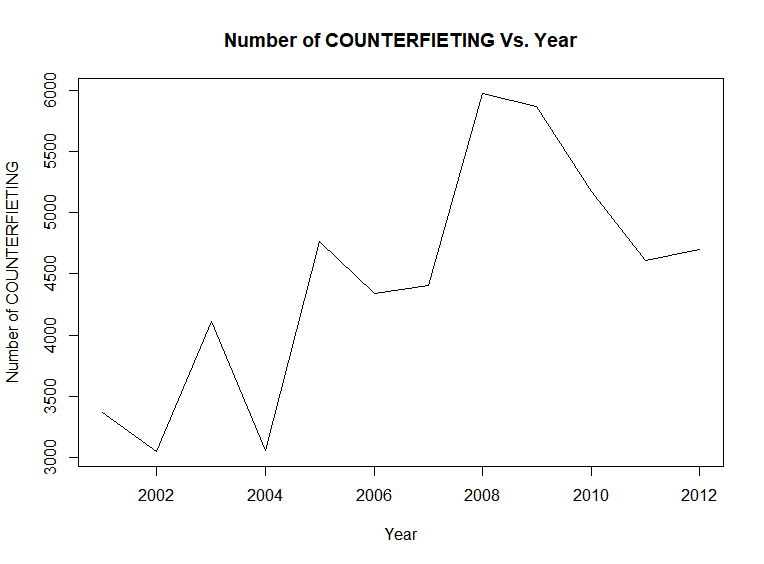 Number of COUNTERFIETING Vs. Year
Number of COUNTERFIETING
6000
5500
5000
4500
4000
3500
3000
2002 2004 2006 2008 2010 2012
Year